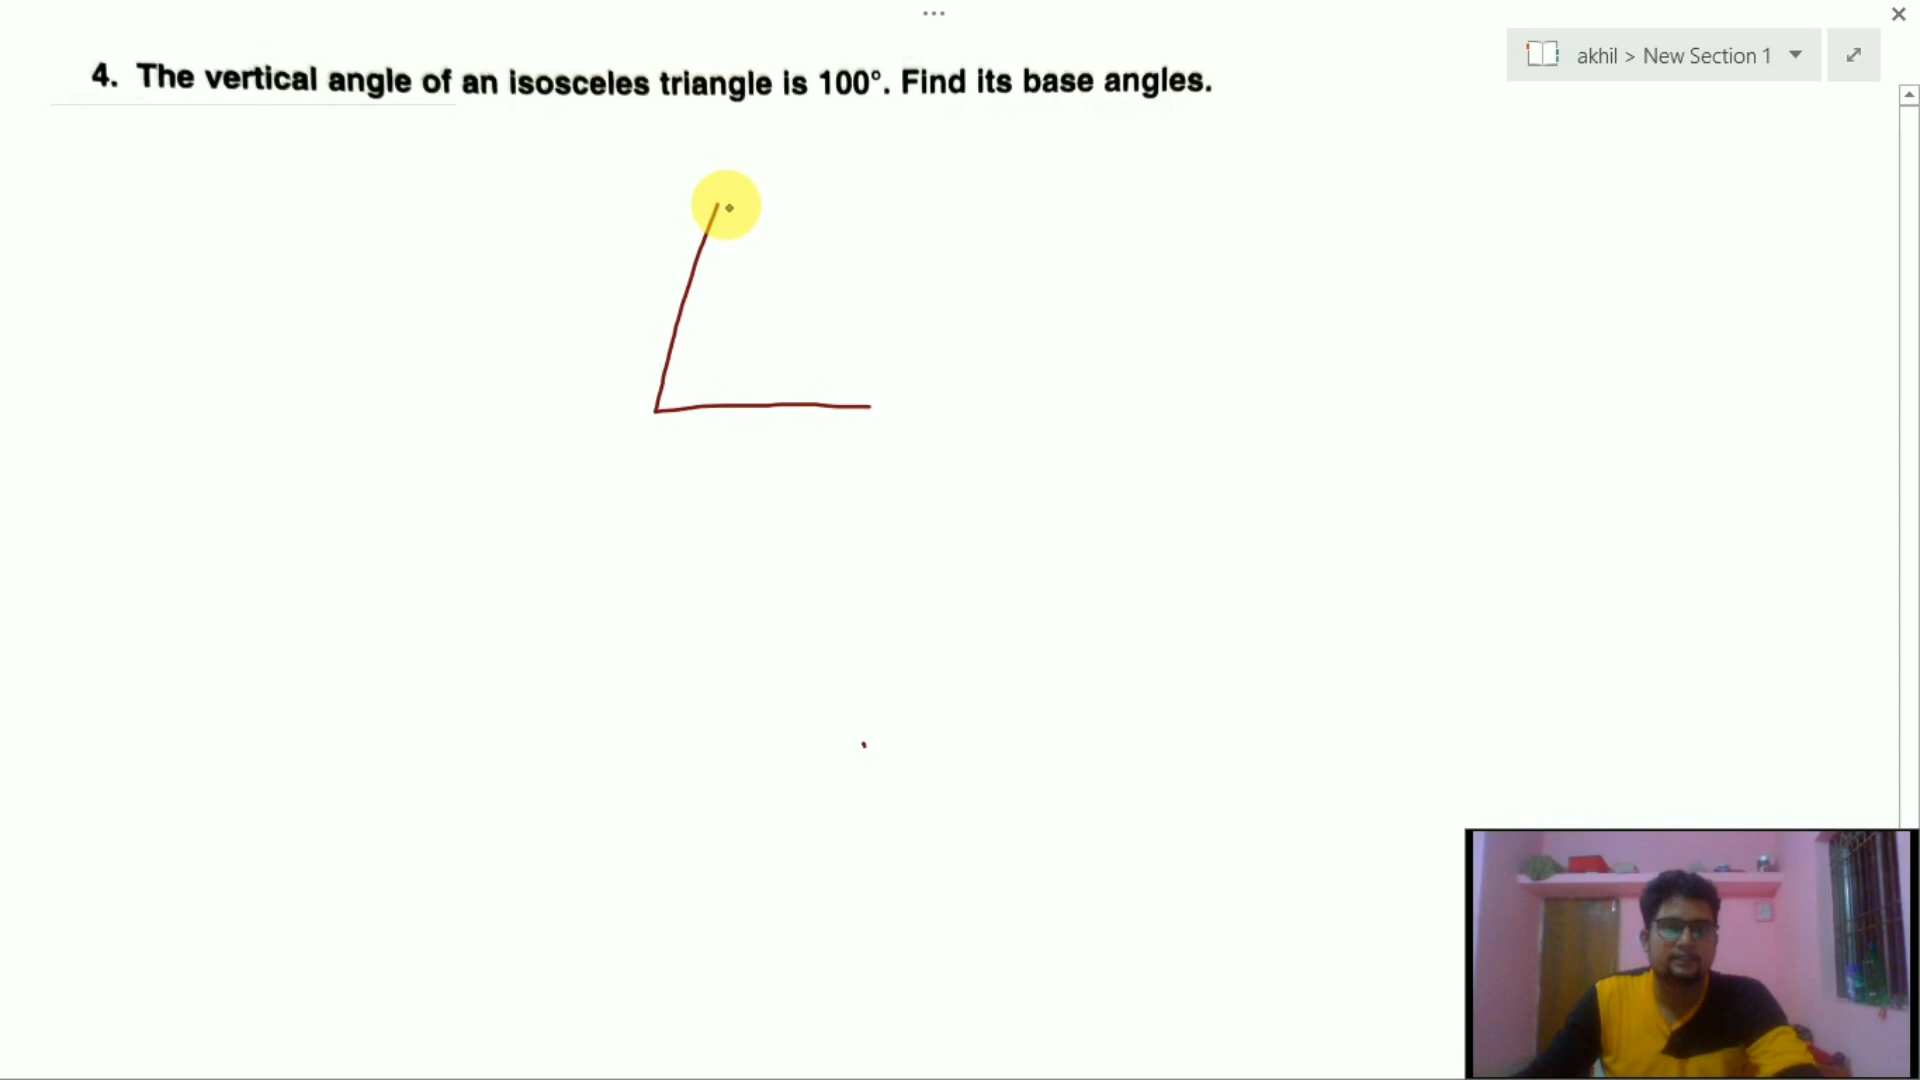 ...
akhil > New Section 1
4. The vertical angle of an isosceles triangle is 100°. Find its base angles.